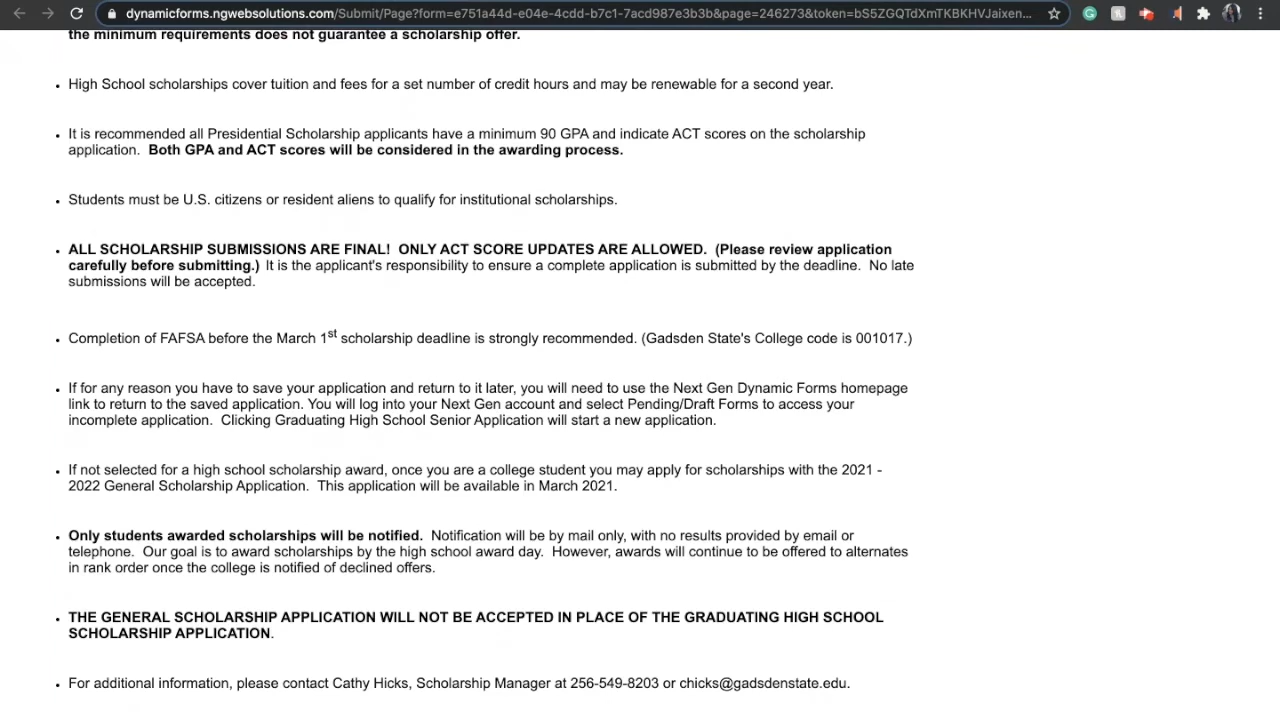 dynamicforms.ngwebsolutions.com/Submit/Page?form=e751a44d-e04e-4cdd-b7c1-7acd987e3b3b&page=246273&token=bS5ZGQTdXmTKBKHVJaixen...
the minimum requirements does not guarantee a scholarship offer.
• High School scholarships cover tuition and fees for a set number of credit hours and may be renewable for a second year.
• It is recommended all Presidential Scholarship applicants have a minimum 90 GPA and indicate ACT scores on the scholarship
application.  Both GPA and ACT scores will be considered in the awarding process.
• Students must be U.S. citizens or resident aliens to qualify for institutional scholarships.
• ALL SCHOLARSHIP SUBMISSIONS ARE FINAL!  ONLY ACT SCORE UPDATES ARE ALLOWED.  (Please review application
carefully before submitting.) It is the applicant's responsibility to ensure a complete application is submitted by the deadline.  No late
submissions will be accepted.
• Completion of FAFSA before the March 1st scholarship deadline is strongly recommended. (Gadsden State's College code is 001017.)
• If for any reason you have to save your application and return to it later, you will need to use the Next Gen Dynamic Forms homepage
link to return to the saved application. You will log into your Next Gen account and select Pending/Draft Forms to access your
incomplete application.  Clicking Graduating High School Senior Application will start a new application.
• If not selected for a high school scholarship award, once you are a college student you may apply for scholarships with the 2021 -
2022 General Scholarship Application.  This application will be available in March 2021.
• Only students awarded scholarships will be notified.  Notification will be by mail only, with no results provided by email or
telephone.  Our goal is to award scholarships by the high school award day.  However, awards will continue to be offered to alternates
in rank order once the college is notified of declined offers.
• THE GENERAL SCHOLARSHIP APPLICATION WILL NOT BE ACCEPTED IN PLACE OF THE GRADUATING HIGH SCHOOL
SCHOLARSHIP APPLICATION.
• For additional information, please contact Cathy Hicks, Scholarship Manager at 256-549-8203 or chicks@gadsdenstate.edu.